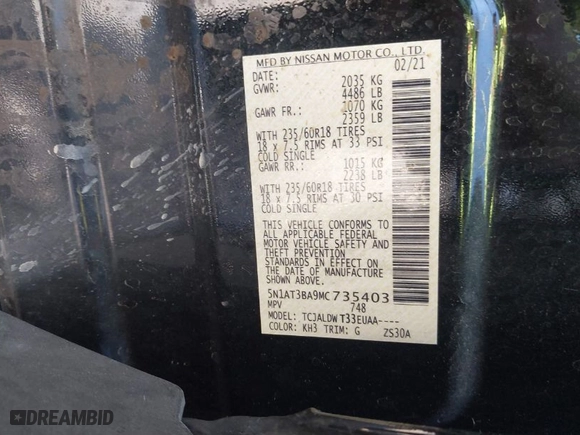 MFD BY NISSAN MOTOR CO., LTD.
DATE: 02/21
GVWR: 2035 KG
4486 LB
GAWR FR.: 1070 KG
2359 LB
WITH 235/60R18 TIRES
18 x 7.5 RIMS AT 33 PSI
COLD SINGLE
GAWR RR.: 1015 KG
2238 LB
WITH 235/60R18 TIRES
18 x 7.5 RIMS AT 30 PSI
COLD SINGLE
THIS VEHICLE CONFORMS TO
ALL APPLICABLE FEDERAL
MOTOR VEHICLE SAFETY AND
THEFT PREVENTION STANDARDS
IN EFFECT ON THE DATE OF
THE DATE OF MANUFACTURE
SHOWN ABOVE.
5N1AT3BA9MC735403
MPV 748
MODEL: TCJALDW T33EUAA----
COLOR: KH3 TRIM: G ZS30A
DREAMBID